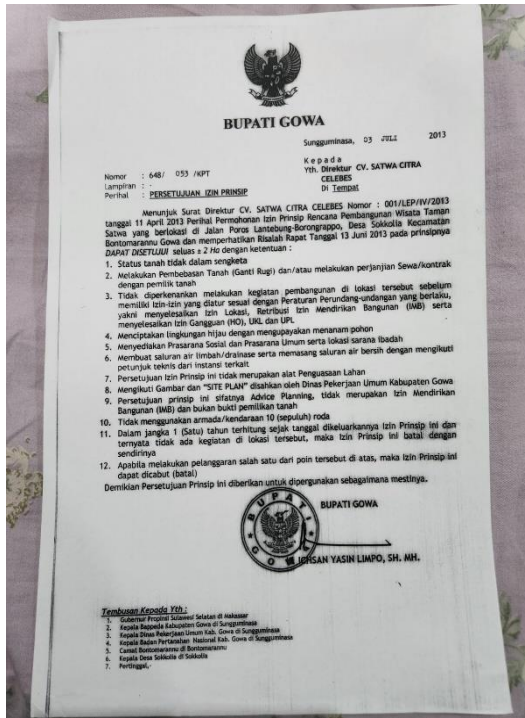 BUPATI GOWA
Sungguminasa, 03 JULI 2013
Kepada
Yth. Direktur CV. SATWA CITRA
CELEBES
Di Tempat
Nomor : 648/ 053 /KPT
Lampiran : -
Perihal : PERSETUJUAN IZIN PRINSIP
Menunjuk Surat Direktur CV. SATWA CITRA CELEBES Nomor : 001/LEP/IV/2013
tanggal 11 April 2013 Perihal Permohonan Izin Prinsip Rencana Pembangunan Wisata Taman
Satwa yang berlokasi di Jalan Poros Lantebung-Borongrappo, Desa Sokkolia Kecamatan
Bontomarannu Gowa dan memperhatikan Risalah Rapat Tanggal 13 Juni 2013 pada prinsipnya
DAPAT DISETUJUI seluas ± 2 Ha dengan ketentuan :
1. Status tanah tidak dalam sengketa
2. Melakukan Pembebasan Tanah (Ganti Rugi) dan/atau melakukan perjanjian Sewa/kontrak
dengan pemilik tanah
3. Tidak diperkenankan melakukan kegiatan pembangunan di lokasi tersebut sebelum
memiliki Izin-izin yang diatur sesuai dengan Peraturan Perundang-undangan yang berlaku,
yakni menyelesaikan Izin Lokasi, Retribusi Izin Mendirikan Bangunan (IMB) serta
menyelesaikan Izin Gangguan (HO), UKL dan UPL
4. Menciptakan lingkungan hijau dengan mengupayakan menanam pohon
5. Menyediakan Prasarana Sosial dan Prasarana Umum serta lokasi sarana ibadah
6. Membuat saluran air limbah/drainase serta memasang saluran air bersih dengan mengikuti
petunjuk teknis dari instansi terkait
7. Persetujuan Izin Prinsip ini tidak merupakan alat Penguasaan Lahan
8. Mengikuti Gambar dan "SITE PLAN" disahkan oleh Dinas Pekerjaan Umum Kabupaten Gowa
9. Persetujuan prinsip ini sifatnya Advice Planning, tidak merupakan Izin Mendirikan
Bangunan (IMB) dan bukan bukti pemilikan tanah
10. Tidak menggunakan armada/kendaraan 10 (sepuluh) roda
11. Dalam jangka 1 (Satu) tahun terhitung sejak tanggal dikeluarkannya Izin Prinsip ini dan
ternyata tidak ada kegiatan di lokasi tersebut, maka Izin Prinsip ini batal dengan
sendirinya
12. Apabila melakukan pelanggaran salah satu dari poin tersebut di atas, maka Izin Prinsip ini
dapat dicabut (batal)
Demikian Persetujuan Prinsip ini diberikan untuk dipergunakan sebagaimana mestinya.
BUPATI GOWA
BUPATI
GOWA
ICHSAN YASIN LIMPO, SH. MH.
Tembusan Kepada Yth :
1. Gubernur Propinsi Sulawesi Selatan di Makassar
2. Kepala Bappeda Kabupaten Gowa di Sungguminasa
3. Kepala Dinas Pekerjaan Umum Kab. Gowa di Sungguminasa
4. Kepala Badan Pertanahan Nasional Kab. Gowa di Sungguminasa
5. Camat Bontomarannu di Bontomarannu
6. Kepala Desa Sokkolia di Sokkolia
7. Pertinggal,-